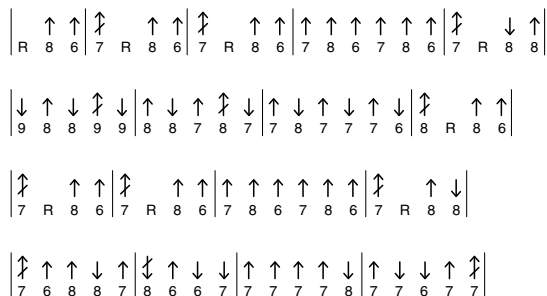 R 8 6 7 R 8 6 7 R 8 6 7 8 6 7 8 6 7 R 8 8
9 8 8 9 9 8 8 7 8 7 7 8 7 7 7 6 8 R 8 6
7 R 8 6 7 R 8 6 7 8 6 7 8 6 7 R 8 8
7 6 8 8 7 8 6 6 7 7 7 7 7 8 7 7 6 7 7